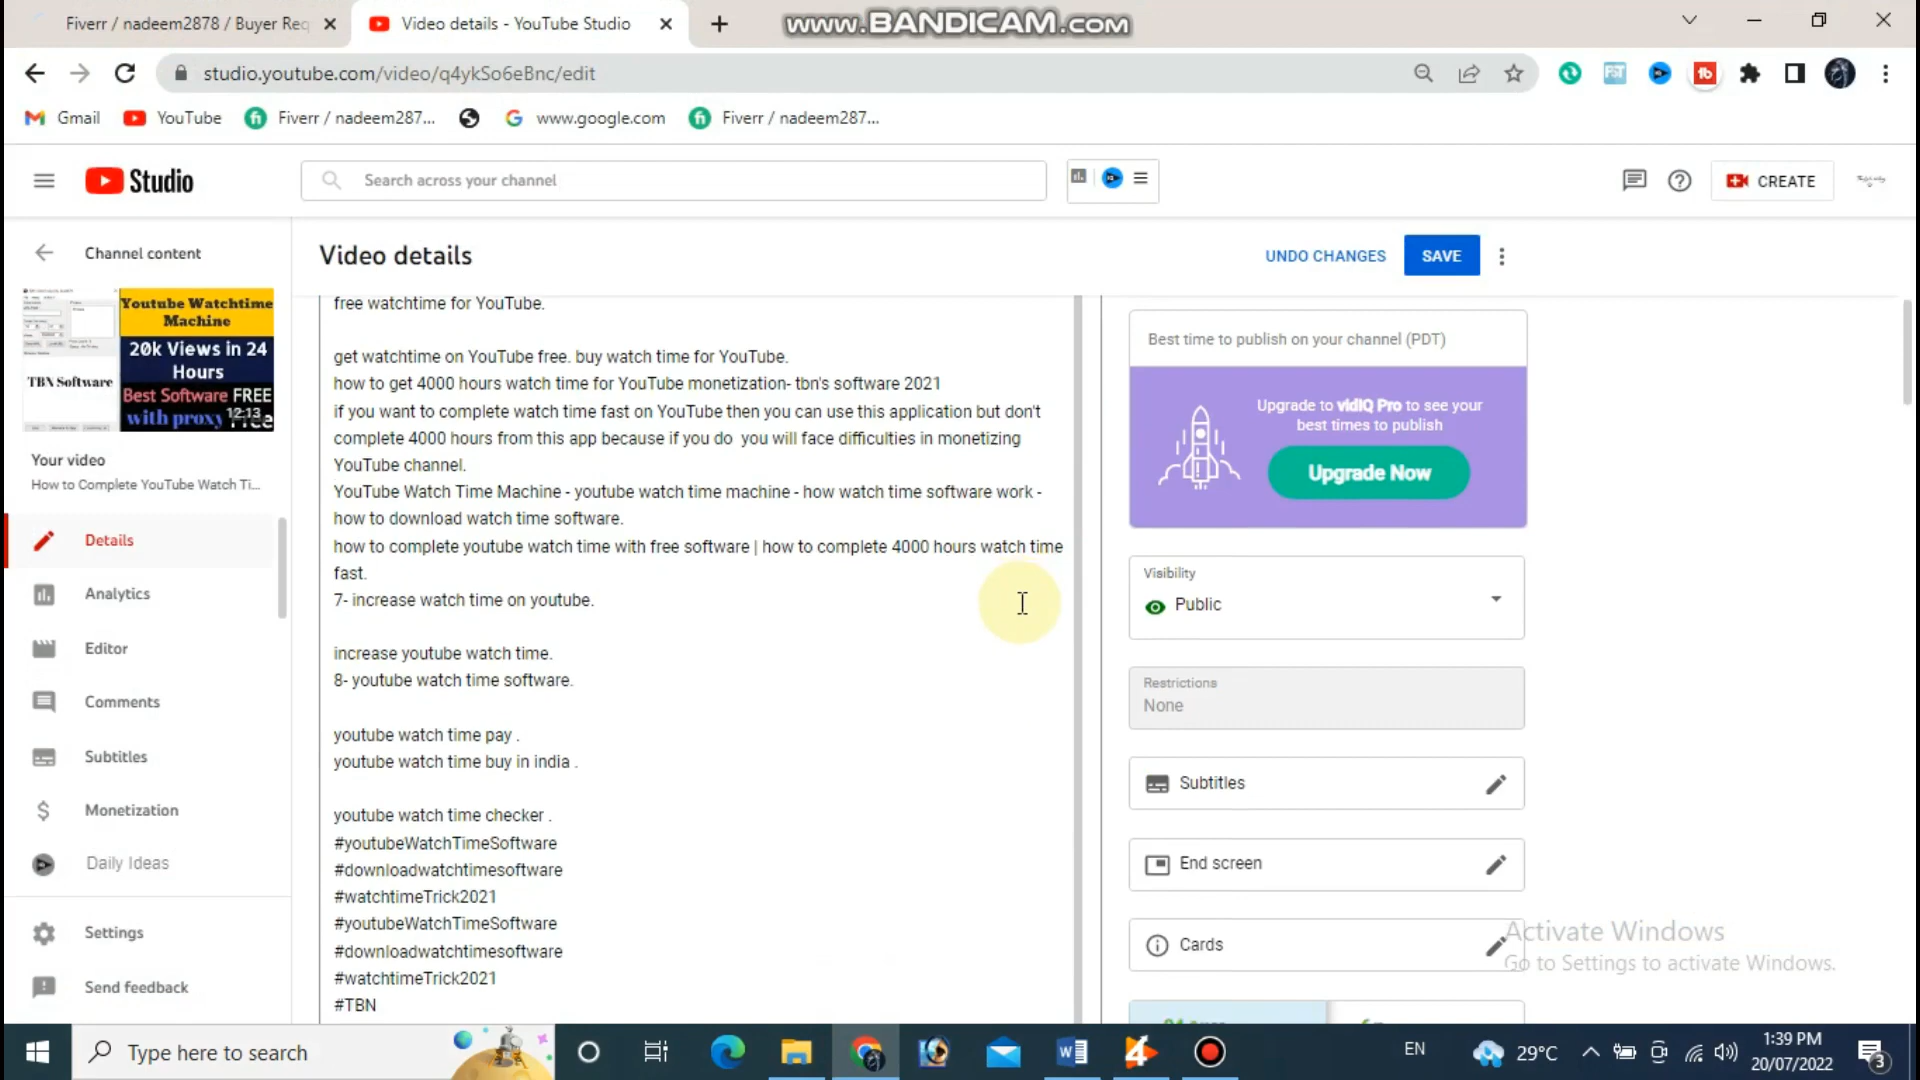 Fiverr / nadeem2878 / Buyer Req
Video details - YouTube Studio
www.BANDICAM.com
studio.youtube.com/video/q4ykSo6eBnc/edit
Gmail
YouTube
Fiverr / nadeem287...
www.google.com
Fiverr / nadeem287...
Studio
Search across your channel
CREATE
Channel content
Video details
UNDO CHANGES
SAVE
Youtube Watchtime
Machine
20k Views in 24
Hours
TBN Software
Best Software FREE
with proxy Free
12:13
Your video
How to Complete YouTube Watch Ti...
Details
Analytics
Editor
Comments
Subtitles
Monetization
Daily Ideas
Settings
Send feedback
free watchtime for YouTube.
get watchtime on YouTube free. buy watch time for YouTube.
how to get 4000 hours watch time for YouTube monetization- tbn's software 2021
if you want to complete watch time fast on YouTube then you can use this application but don't
complete 4000 hours from this app because if you do  you will face difficulties in monetizing
YouTube channel.
YouTube Watch Time Machine - youtube watch time machine - how watch time software work -
how to download watch time software.
how to complete youtube watch time with free software | how to complete 4000 hours watch time
fast.
7- increase watch time on youtube.
increase youtube watch time.
8- youtube watch time software.
youtube watch time pay .
youtube watch time buy in india .
youtube watch time checker .
#youtubeWatchTimeSoftware
#downloadwatchtimesoftware
#watchtimeTrick2021
#youtubeWatchTimeSoftware
#downloadwatchtimesoftware
#watchtimeTrick2021
#TBN
Best time to publish on your channel (PDT)
Upgrade to vidIQ Pro to see your
best times to publish
Upgrade Now
Visibility
Public
Restrictions
None
Subtitles
End screen
Cards
Activate Windows
Go to Settings to activate Windows.
Type here to search
EN
29°C
1:39 PM
20/07/2022
3